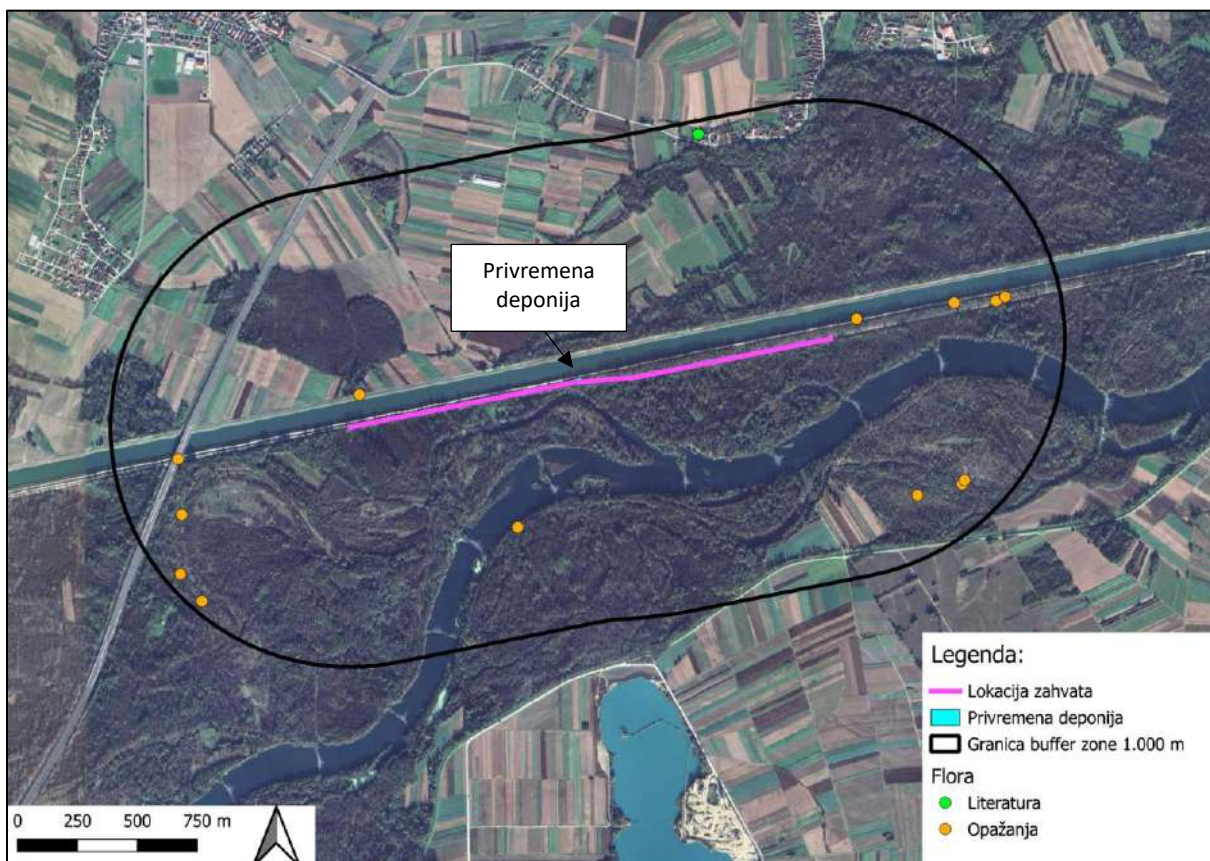 Privremena
deponija
Legenda:
Lokacija zahvata
Privremena deponija
Granica buffer zone 1.000 m
Flora
Literatura
Opažanja
0 250 500 750 m